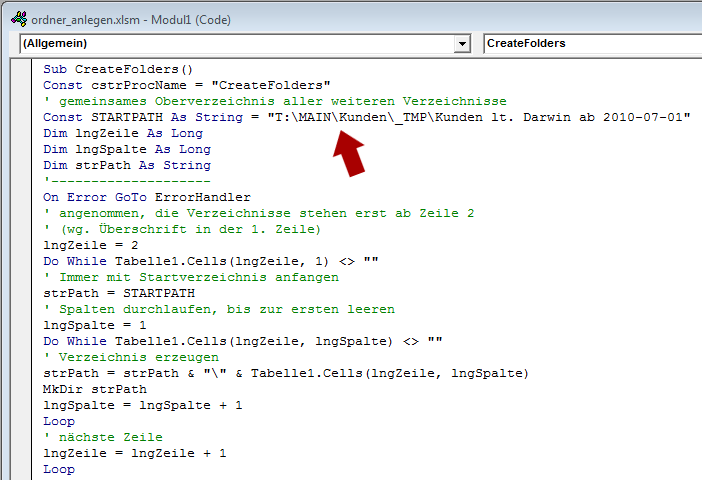 ordner_anlegen.xlsm - Modul1 (Code)
(Allgemein)
CreateFolders
Sub CreateFolders()
Const cstrProcName = "CreateFolders"
' gemeinsames Oberverzeichnis aller weiteren Verzeichnisse
Const STARTPATH As String = "T:\MAIN\Kunden\_TMP\Kunden lt. Darwin ab 2010-07-01"
Dim lngZeile As Long
Dim lngSpalte As Long
Dim strPath As String
'--------------------
On Error GoTo ErrorHandler
' angenommen, die Verzeichnisse stehen erst ab Zeile 2
' (wg. Überschrift in der 1. Zeile)
lngZeile = 2
Do While Tabelle1.Cells(lngZeile, 1) <> ""
' Immer mit Startverzeichnis anfangen
strPath = STARTPATH
' Spalten durchlaufen, bis zur ersten leeren
lngSpalte = 1
Do While Tabelle1.Cells(lngZeile, lngSpalte) <> ""
' Verzeichnis erzeugen
strPath = strPath & "\" & Tabelle1.Cells(lngZeile, lngSpalte)
MkDir strPath
lngSpalte = lngSpalte + 1
Loop
' nächste Zeile
lngZeile = lngZeile + 1
Loop